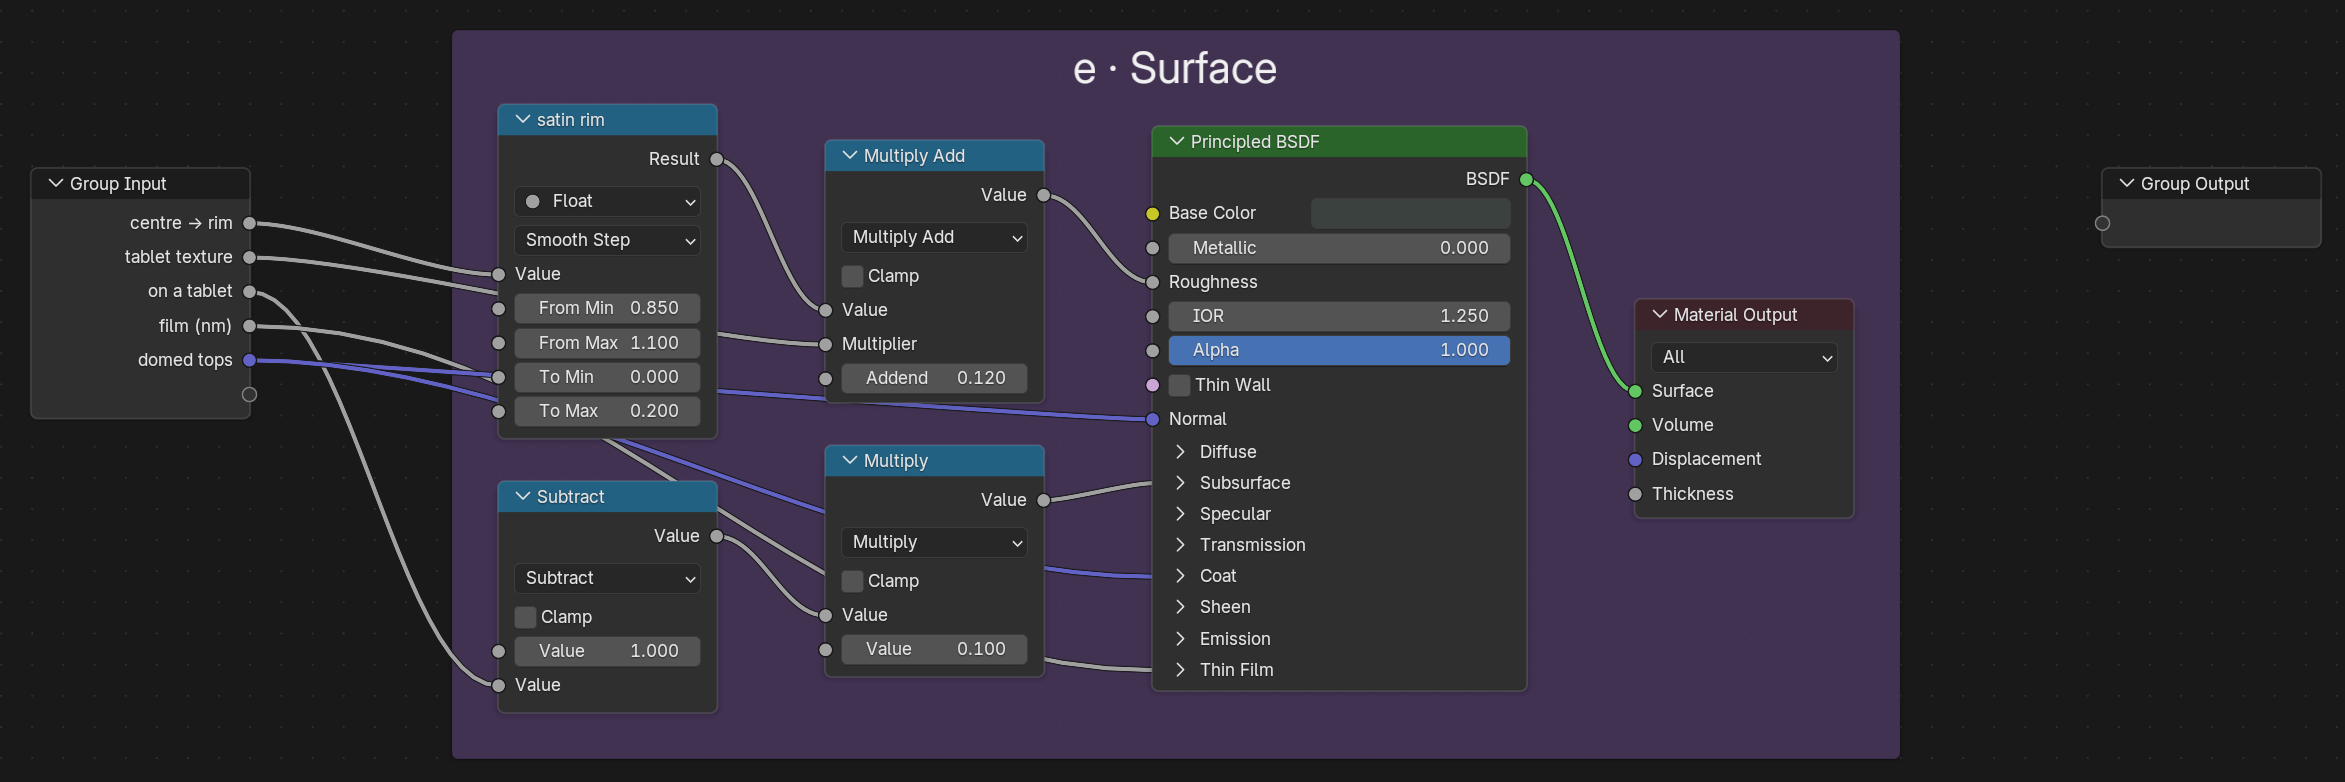 e · Surface
Group Input
centre → rim
tablet texture
on a tablet
film (nm)
domed tops
satin rim
Result
Float
Smooth Step
Value
From Min 0.850
From Max 1.100
To Min 0.000
To Max 0.200
Subtract
Value
Subtract
Clamp
Value 1.000
Value
Multiply Add
Value
Multiply Add
Clamp
Value
Multiplier
Addend 0.120
Multiply
Value
Multiply
Clamp
Value
Value 0.100
Principled BSDF
BSDF
Base Color
Metallic 0.000
Roughness
IOR 1.250
Alpha 1.000
Thin Wall
Normal
Diffuse
Subsurface
Specular
Transmission
Coat
Sheen
Emission
Thin Film
Material Output
All
Surface
Volume
Displacement
Thickness
Group Output